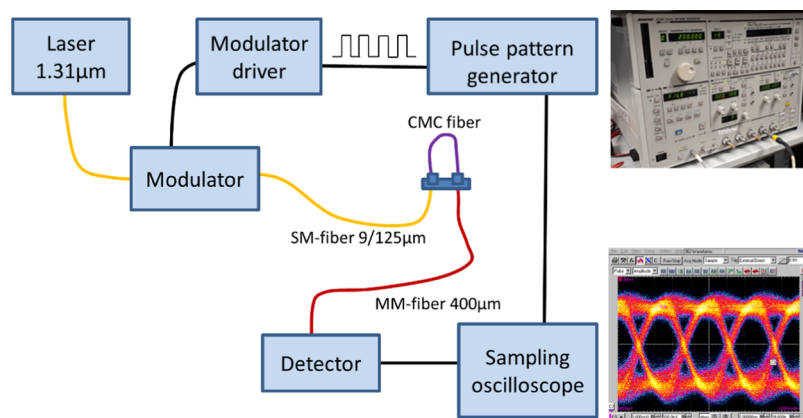 Laser
1.31µm
Modulator
driver
Pulse pattern
generator
CMC fiber
Modulator
SM-fiber 9/125µm
MM-fiber 400µm
Detector
Sampling
oscilloscope